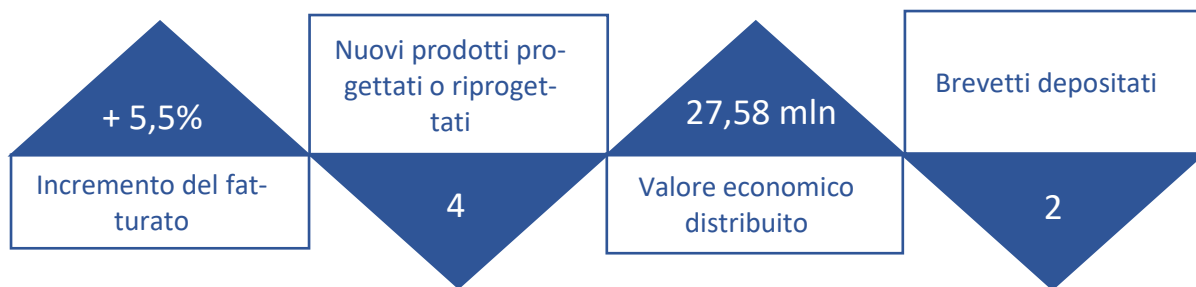 + 5,5%
Incremento del fat-
turato
Nuovi prodotti pro-
gettati o riproget-
tati
4
27,58 mln
Valore economico
distribuito
Brevetti depositati
2